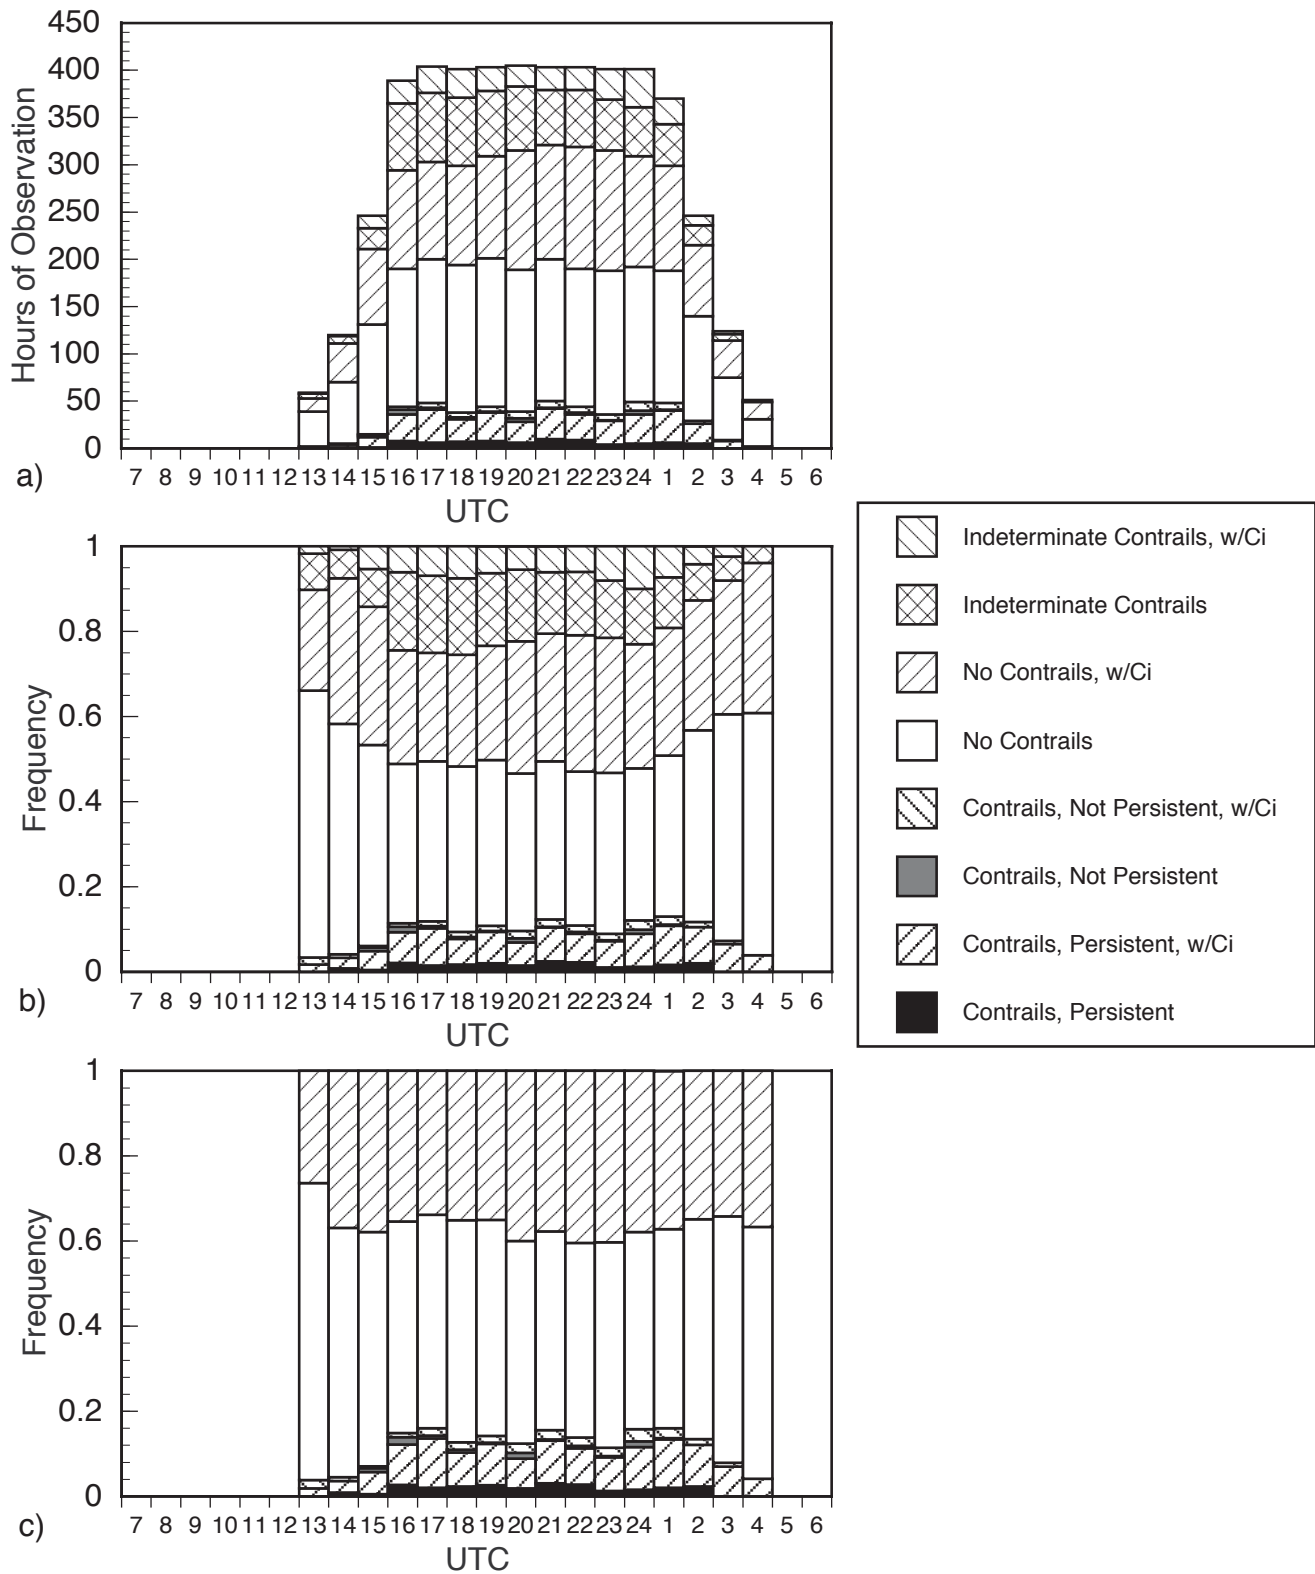 450
400
350
300
250
200
150
100
50
0
Hours of Observation
7 8 9 10 11 12 13 14 15 16 17 18 19 20 21 22 23 24 1 2 3 4 5 6
a)
UTC
1
0.8
0.6
0.4
0.2
0
Frequency
7 8 9 10 11 12 13 14 15 16 17 18 19 20 21 22 23 24 1 2 3 4 5 6
b)
UTC
Indeterminate Contrails, w/Ci
Indeterminate Contrails
No Contrails, w/Ci
No Contrails
Contrails, Not Persistent, w/Ci
Contrails, Not Persistent
Contrails, Persistent, w/Ci
Contrails, Persistent
1
0.8
0.6
0.4
0.2
0
Frequency
7 8 9 10 11 12 13 14 15 16 17 18 19 20 21 22 23 24 1 2 3 4 5 6
c)
UTC